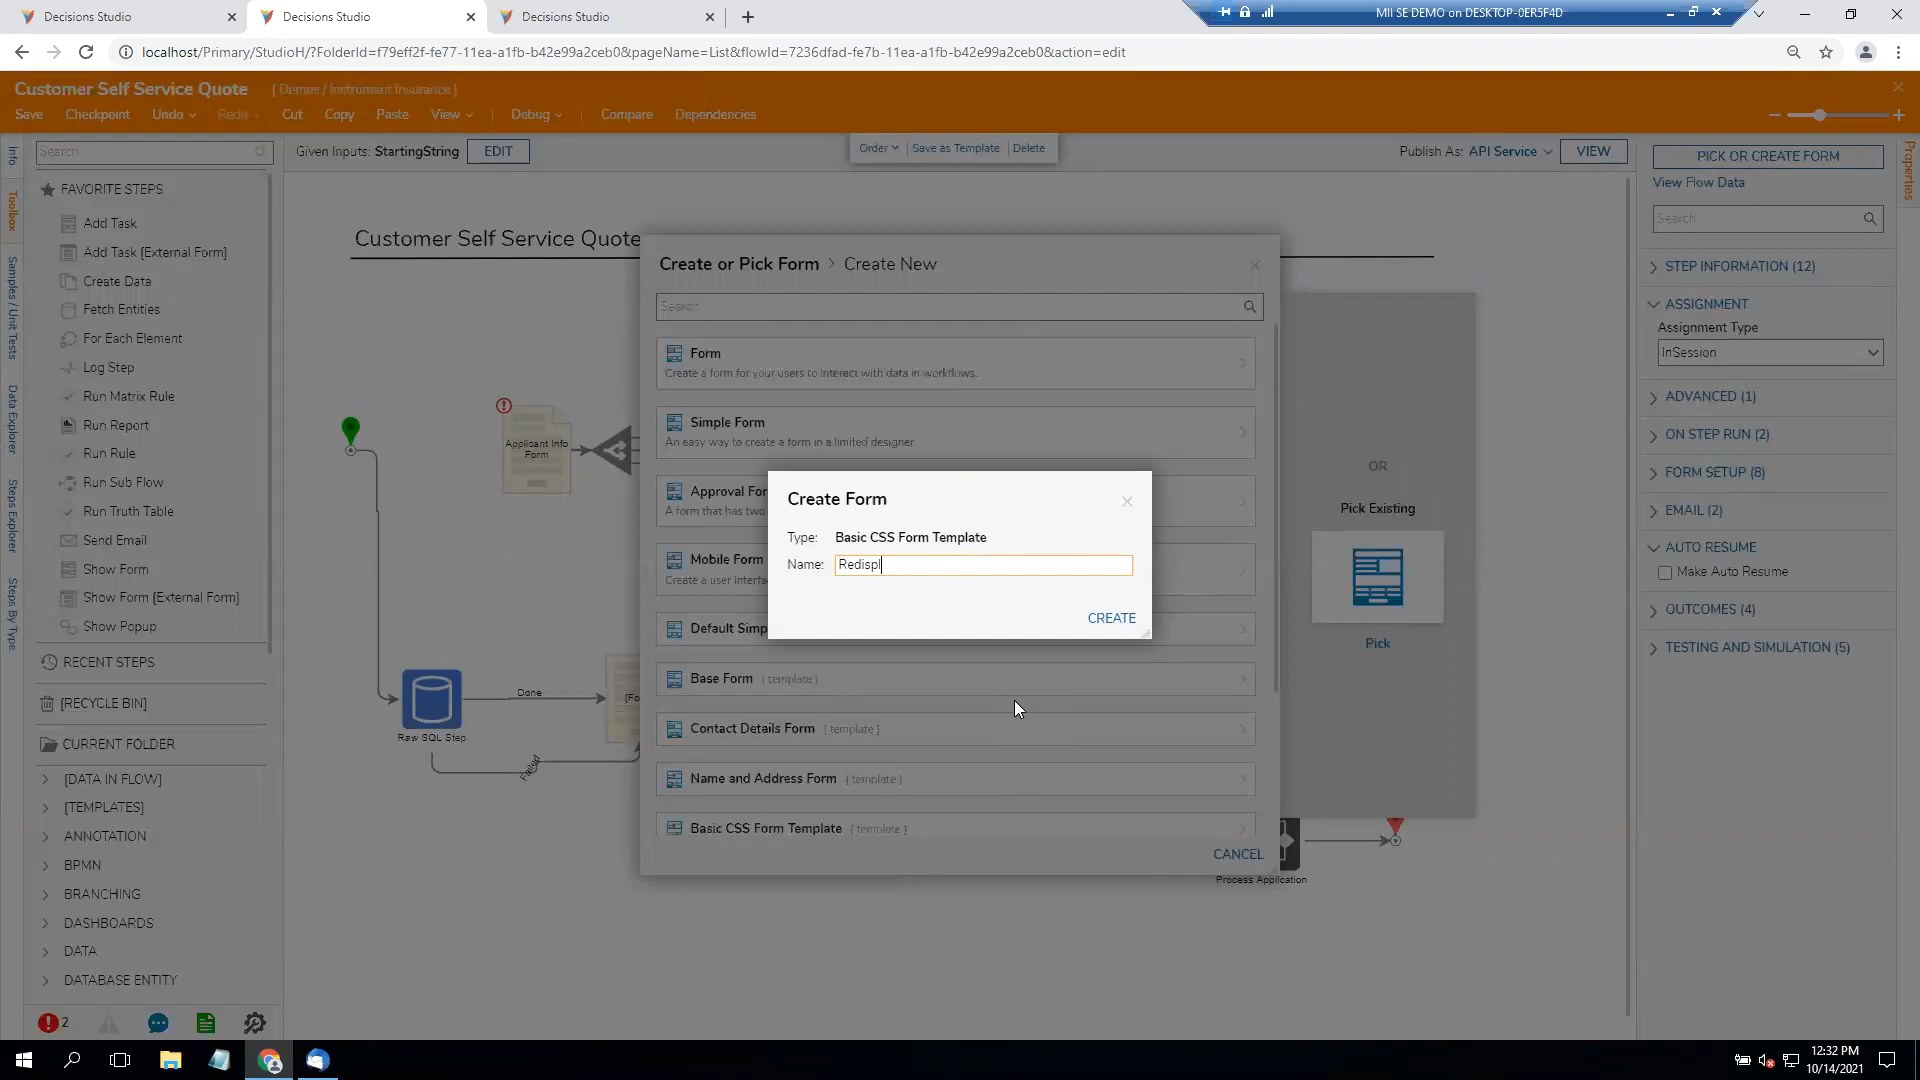 Decisions Studio
Decisions Studio
Decisions Studio
MII SE DEMO on DESKTOP-0ER5F4D
localhost/Primary/StudioH/?FolderId=f79eff2f-fe77-11ea-a1fb-b42e99a2ceb0&pageName=List&flowId=7236dfad-fe7b-11ea-a1fb-b42e99a2ceb0&action=edit
Customer Self Service Quote [ Demos / Instrument Insurance ]
Save Checkpoint Undo Redo Cut Copy Paste View Debug Compare Dependencies
Info
Toolbox
Samples / Unit Tests
Data Explorer
Steps Explorer
Steps By Type
Search
FAVORITE STEPS
Add Task
Add Task [External Form]
Create Data
Fetch Entities
For Each Element
Log Step
Run Matrix Rule
Run Report
Run Rule
Run Sub Flow
Run Truth Table
Send Email
Show Form
Show Form [External Form]
Show Popup
RECENT STEPS
[RECYCLE BIN]
CURRENT FOLDER
[DATA IN FLOW]
[TEMPLATES]
ANNOTATION
BPMN
BRANCHING
DASHBOARDS
DATA
DATABASE ENTITY
2
Given Inputs: StartingString EDIT
Order Save as Template Delete
Publish As: API Service VIEW
Customer Self Service Quote
Applicant Info
Form
Raw SQL Step
Done
Failed
[Fo
Process Application
Create or Pick Form > Create New
Search
Form
Create a form for your users to interact with data in workflows.
Simple Form
An easy way to create a form in a limited designer
Approval For
A form that has two
Mobile Form
Create a user interfa
Default Simp
Base Form { template }
Contact Details Form { template }
Name and Address Form { template }
Basic CSS Form Template { template }
CANCEL
Create Form
Type: Basic CSS Form Template
Name: Redispl
CREATE
OR
Pick Existing
Pick
PICK OR CREATE FORM
View Flow Data
Search
STEP INFORMATION (12)
ASSIGNMENT
Assignment Type
InSession
ADVANCED (1)
ON STEP RUN (2)
FORM SETUP (8)
EMAIL (2)
AUTO RESUME
Make Auto Resume
OUTCOMES (4)
TESTING AND SIMULATION (5)
Properties
12:32 PM
10/14/2021